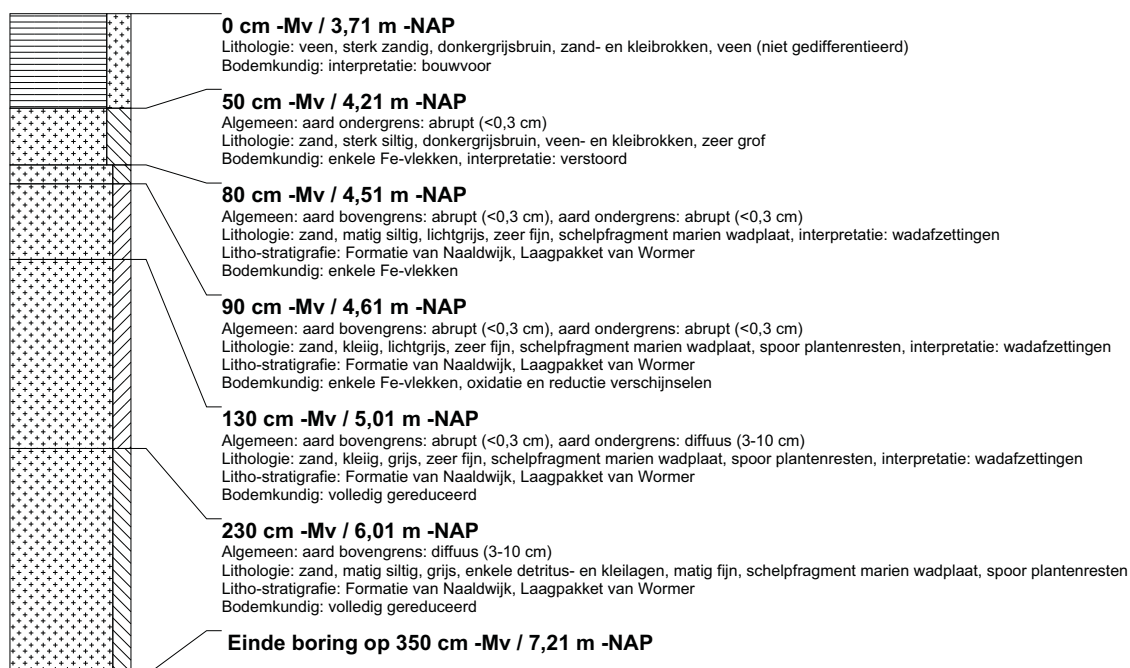 0 cm -Mv / 3,71 m -NAP
Lithologie: veen, sterk zandig, donkergrijsbruin, zand- en kleibrokken, veen (niet gedifferentieerd)
Bodemkundig: interpretatie: bouwvoor
50 cm -Mv / 4,21 m -NAP
Algemeen: aard ondergrens: abrupt (<0,3 cm)
Lithologie: zand, sterk siltig, donkergrijsbruin, veen- en kleibrokken, zeer grof
Bodemkundig: enkele Fe-vlekken, interpretatie: verstoord
80 cm -Mv / 4,51 m -NAP
Algemeen: aard bovengrens: abrupt (<0,3 cm), aard ondergrens: abrupt (<0,3 cm)
Lithologie: zand, matig siltig, lichtgrijs, zeer fijn, schelpfragment marien wadplaat, interpretatie: wadafzettingen
Litho-stratigrafie: Formatie van Naaldwijk, Laagpakket van Wormer
Bodemkundig: enkele Fe-vlekken
90 cm -Mv / 4,61 m -NAP
Algemeen: aard bovengrens: abrupt (<0,3 cm), aard ondergrens: abrupt (<0,3 cm)
Lithologie: zand, kleiig, lichtgrijs, zeer fijn, schelpfragment marien wadplaat, spoor plantenresten, interpretatie: wadafzettingen
Litho-stratigrafie: Formatie van Naaldwijk, Laagpakket van Wormer
Bodemkundig: enkele Fe-vlekken, oxidatie en reductie verschijnselen
130 cm -Mv / 5,01 m -NAP
Algemeen: aard bovengrens: abrupt (<0,3 cm), aard ondergrens: diffuus (3-10 cm)
Lithologie: zand, kleiig, grijs, zeer fijn, schelpfragment marien wadplaat, spoor plantenresten, interpretatie: wadafzettingen
Litho-stratigrafie: Formatie van Naaldwijk, Laagpakket van Wormer
Bodemkundig: volledig gereduceerd
230 cm -Mv / 6,01 m -NAP
Algemeen: aard bovengrens: diffuus (3-10 cm)
Lithologie: zand, matig siltig, grijs, enkele detritus- en kleilagen, matig fijn, schelpfragment marien wadplaat, spoor plantenresten
Litho-stratigrafie: Formatie van Naaldwijk, Laagpakket van Wormer
Bodemkundig: volledig gereduceerd
Einde boring op 350 cm -Mv / 7,21 m -NAP